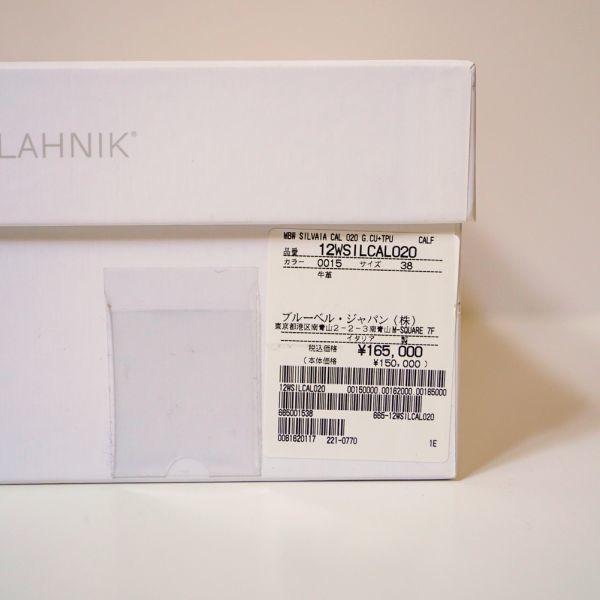 LAHNIK®
MBW SILVAIA CAL 020 G.CU+TPU CALF
品番 12WSILCAL020
カラー 0015 サイズ 38
牛革
ブルーベル・ジャパン(株)
東京都港区南青山2-2-3南青山M-SQUARE 7F
イタリア 製
税込価格 ¥165,000
(本体価格 ¥150,000)
12WSILCAL020 00150000 00162000 00165000
665001538 665-12WSILCAL020
0081620117 221-0770 1E